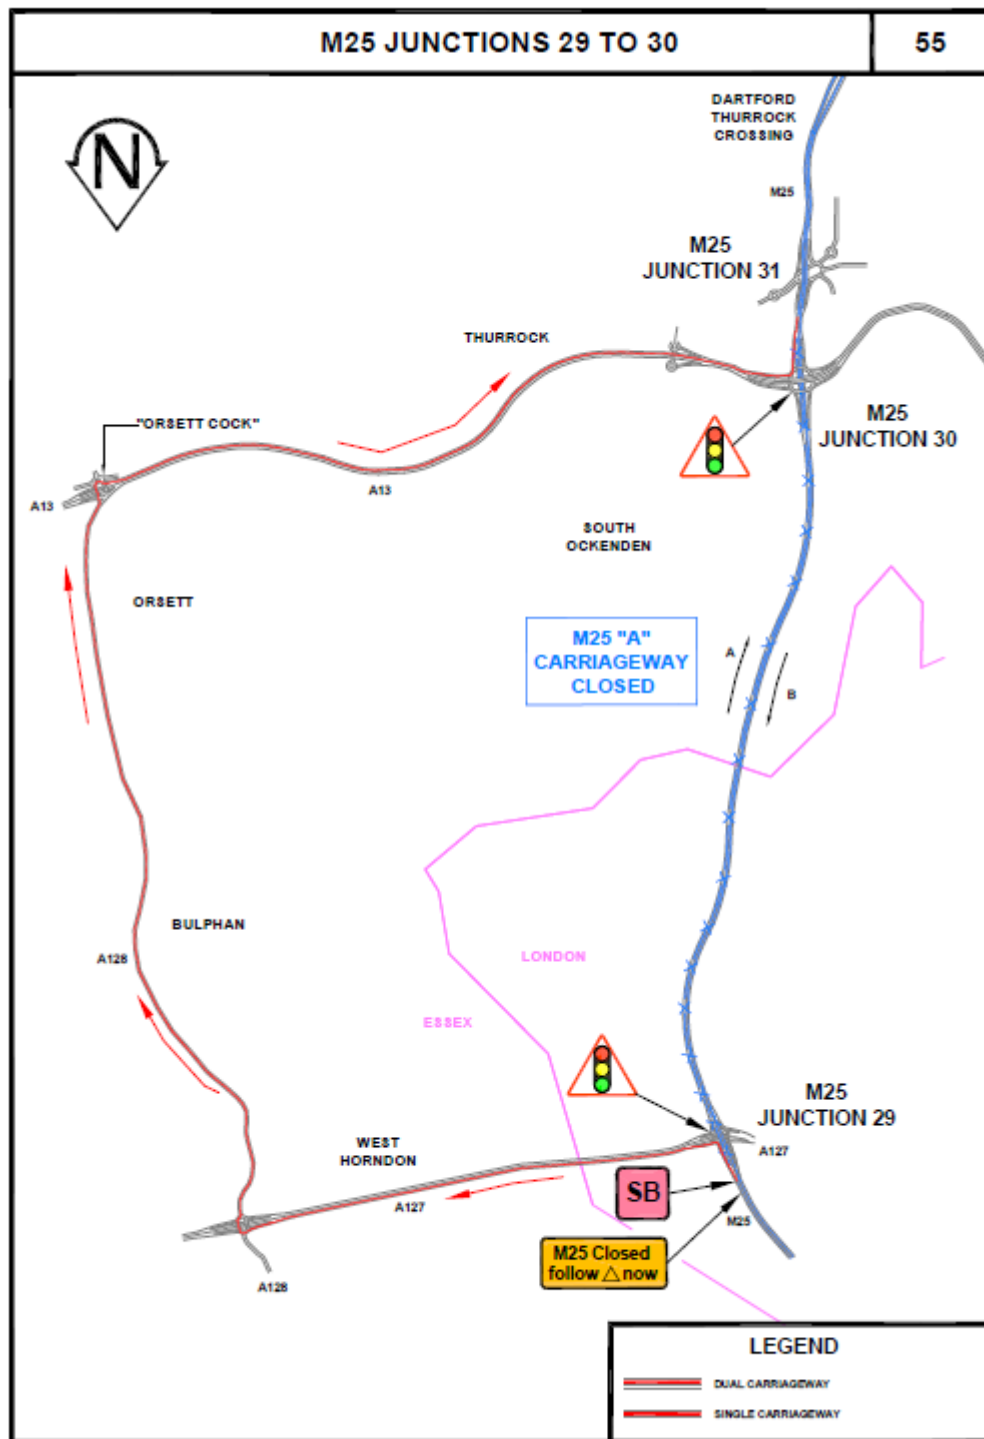 M25 JUNCTIONS 29 TO 30
55
DARTFORD
THURROCK
CROSSING
N
M25
M25
JUNCTION 31
THURROCK
"ORSETT COCK"
M25
JUNCTION 30
A13
A13
SOUTH
OCKENDEN
ORSETT
M25 "A"
CARRIAGEWAY
CLOSED
A
B
BULPHAN
A128
LONDON
ESSEX
M25
JUNCTION 29
WEST
HORNDON
A127
A127
SB
M25
M25 Closed
follow △ now
A128
LEGEND
DUAL CARRIAGEWAY
SINGLE CARRIAGEWAY